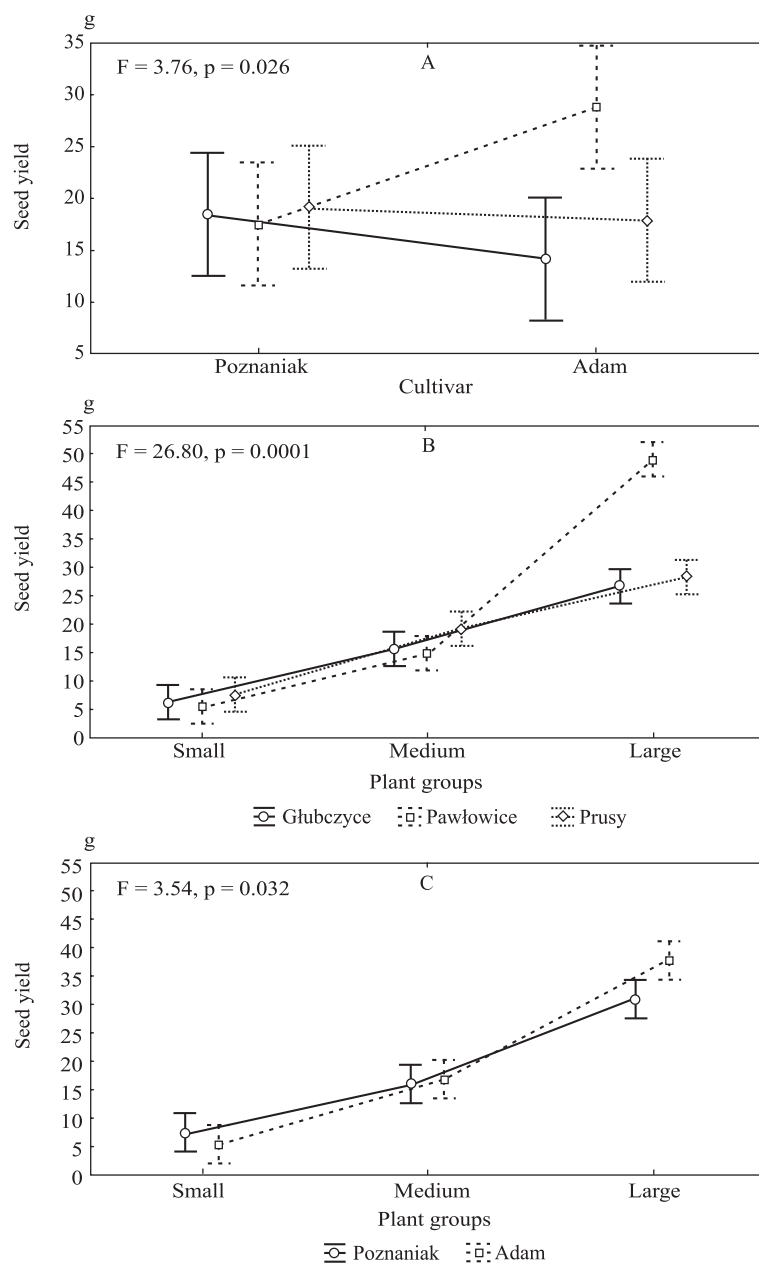 g
35
F = 3.76, p = 0.026
A
30
25
Seed yield
20
15
10
5
Poznaniak
Adam
Cultivar
g
55
F = 26.80, p = 0.0001
B
50
45
40
35
Seed yield
30
25
20
15
10
5
0
Small
Medium
Large
Plant groups
Głubczyce
Pawłowice
Prusy
g
55
F = 3.54, p = 0.032
C
50
45
40
35
Seed yield
30
25
20
15
10
5
0
Small
Medium
Large
Plant groups
Poznaniak
Adam